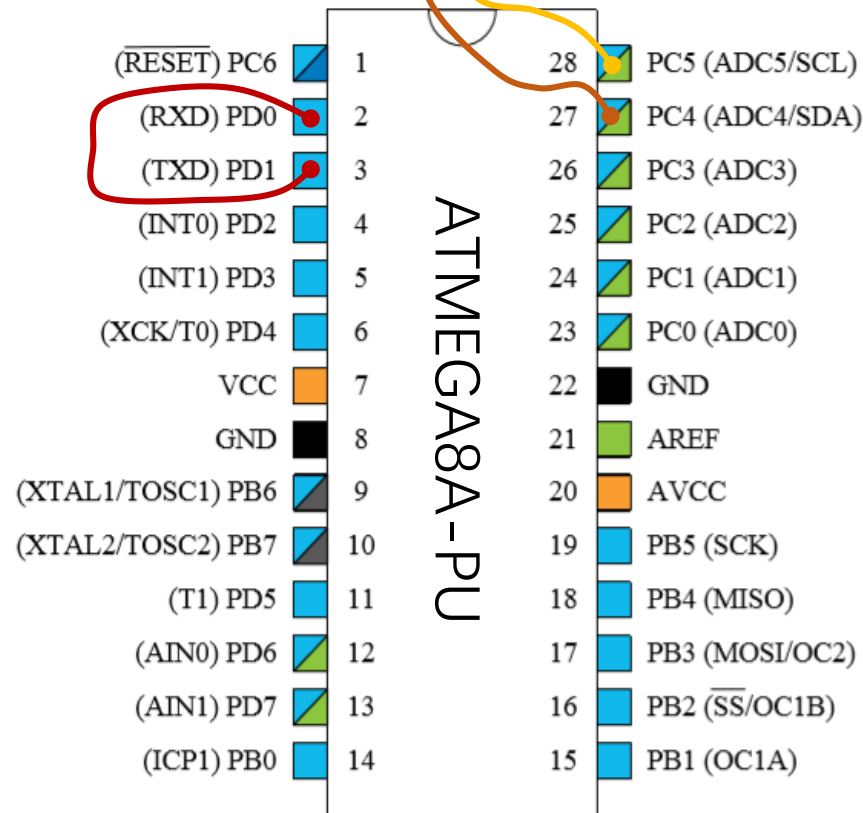 (RESET) PC6 1 28 PC5 (ADC5/SCL)
(RXD) PD0 2 27 PC4 (ADC4/SDA)
(TXD) PD1 3 26 PC3 (ADC3)
(INT0) PD2 4 25 PC2 (ADC2)
(INT1) PD3 5 24 PC1 (ADC1)
(XCK/T0) PD4 6 23 PC0 (ADC0)
VCC 7 22 GND
GND 8 21 AREF
(XTAL1/TOSC1) PB6 9 20 AVCC
(XTAL2/TOSC2) PB7 10 19 PB5 (SCK)
(T1) PD5 11 18 PB4 (MISO)
(AIN0) PD6 12 17 PB3 (MOSI/OC2)
(AIN1) PD7 13 16 PB2 (SS/OC1B)
(ICP1) PB0 14 15 PB1 (OC1A)
ATMEGA8A-PU